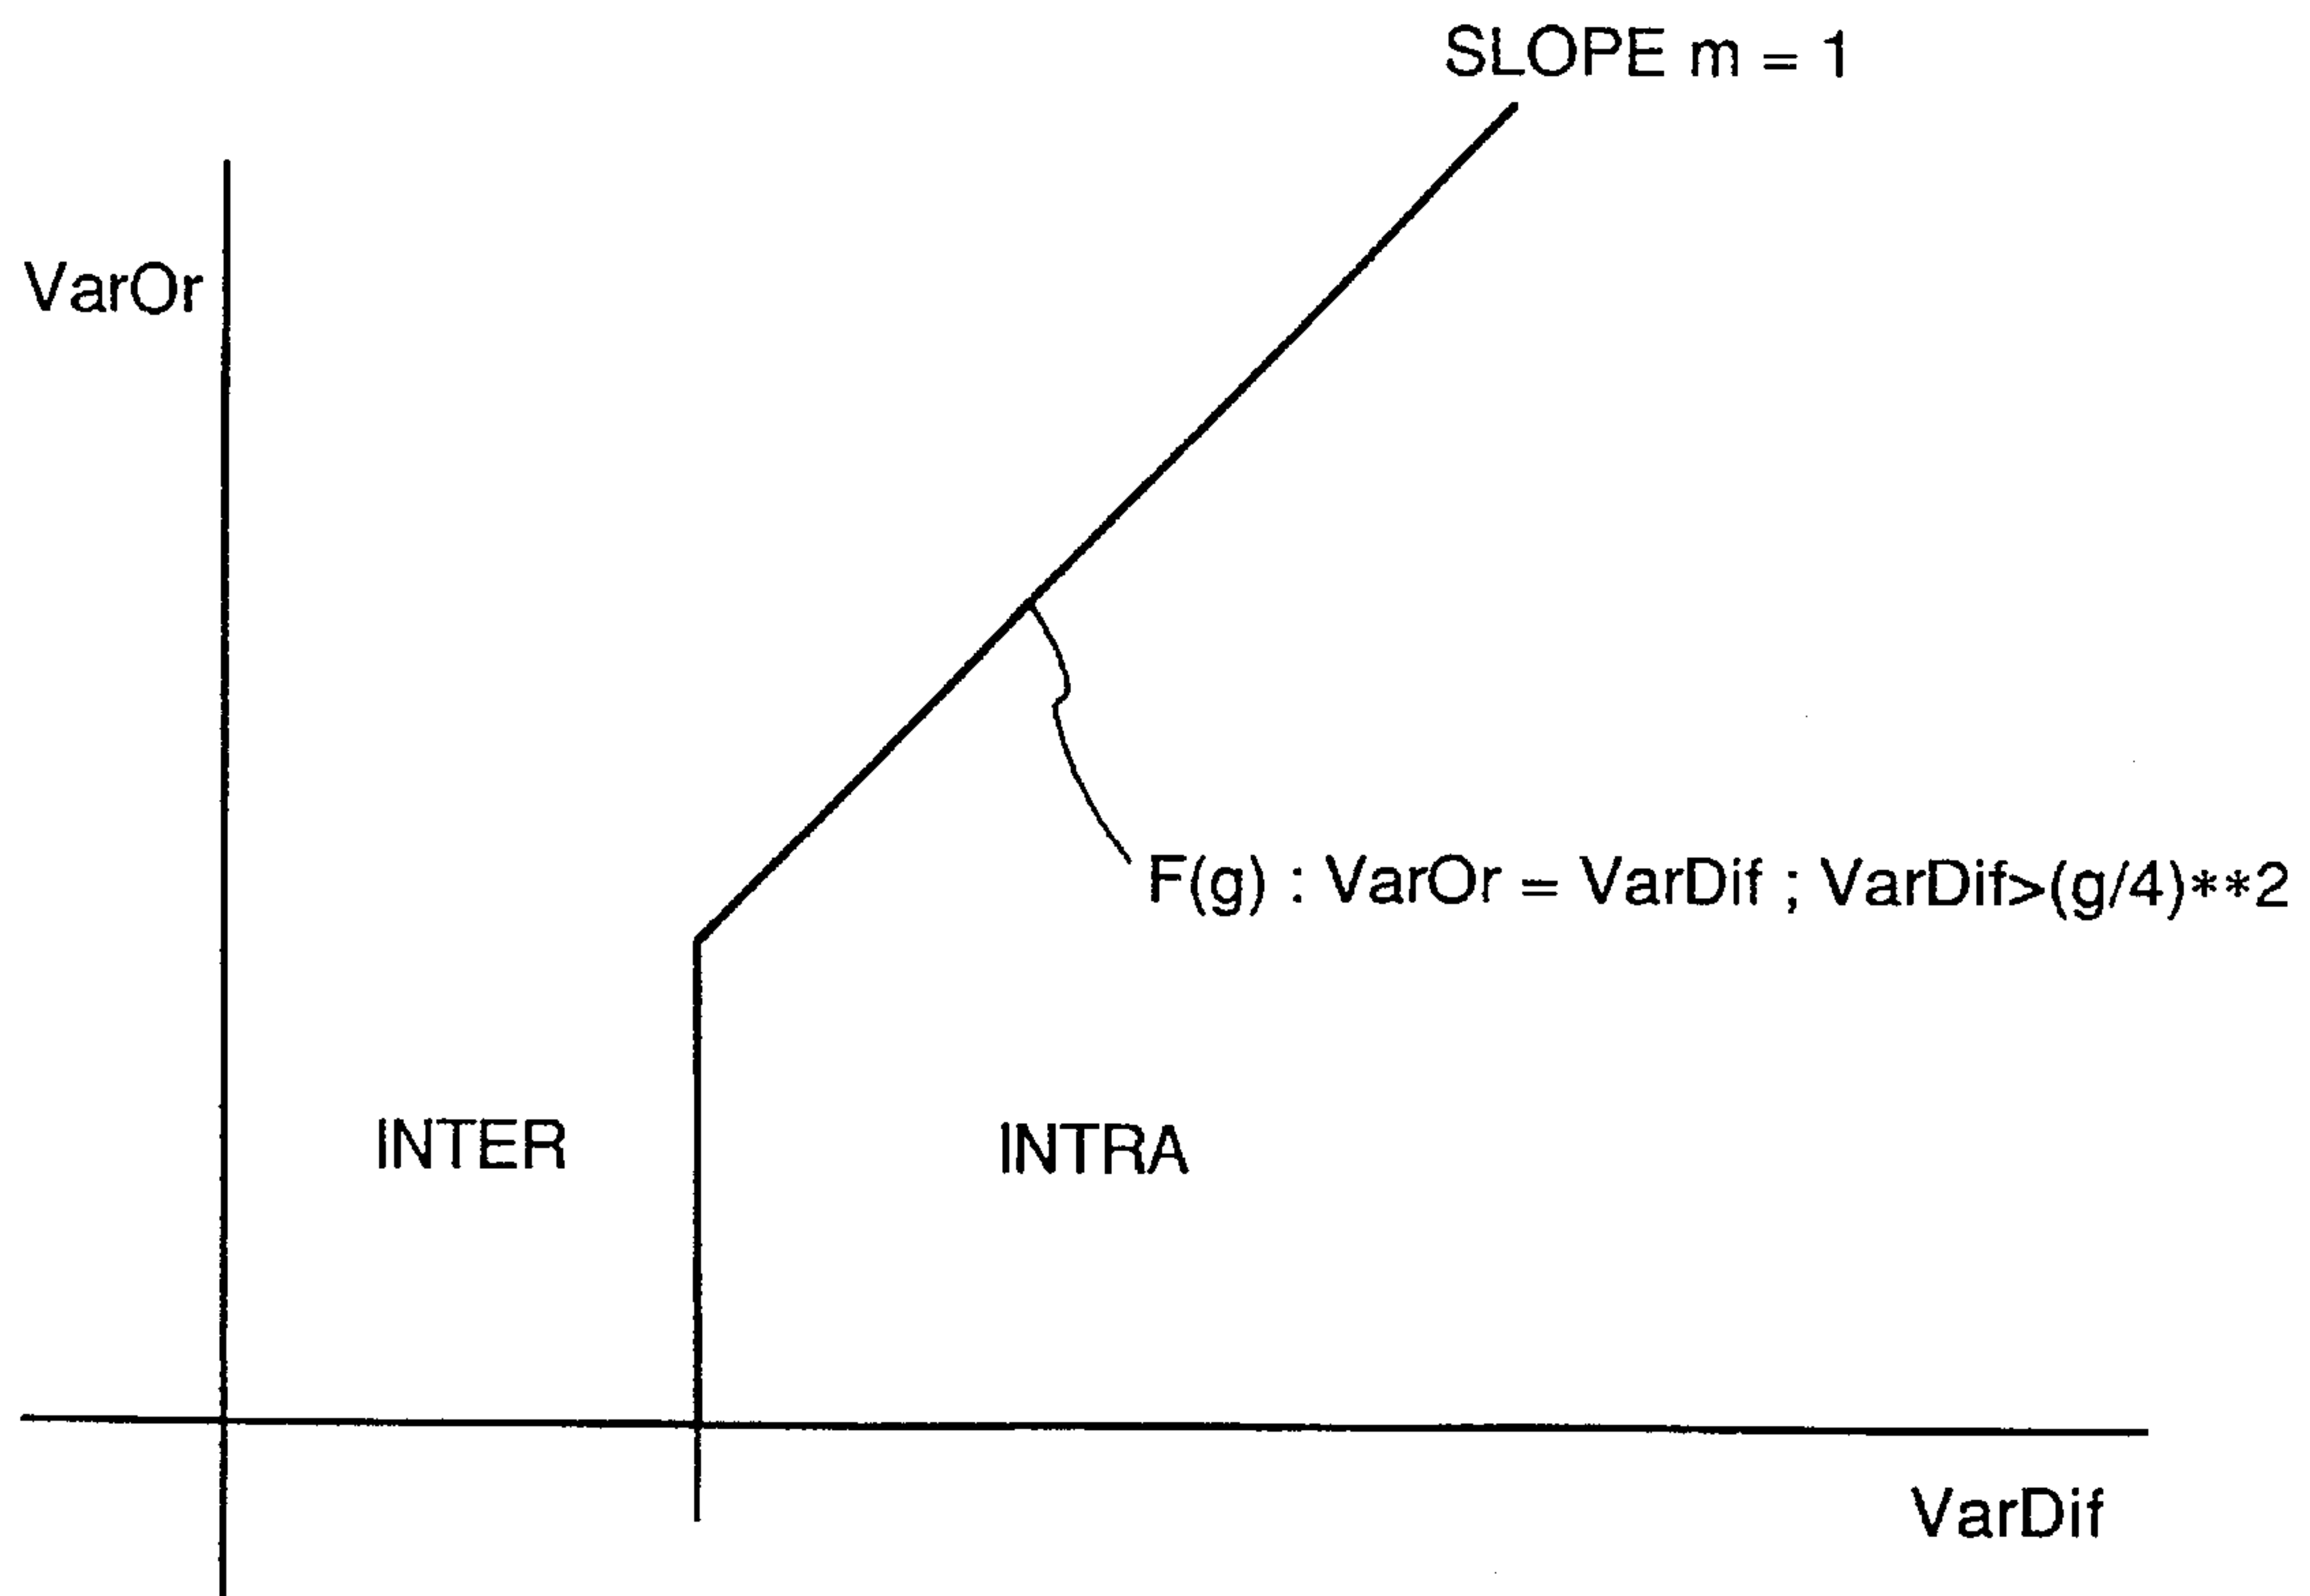 SLOPE m = 1
VarOr
F(g) : VarOr = VarDif ; VarDif>(g/4)**2
INTER
INTRA
VarDif